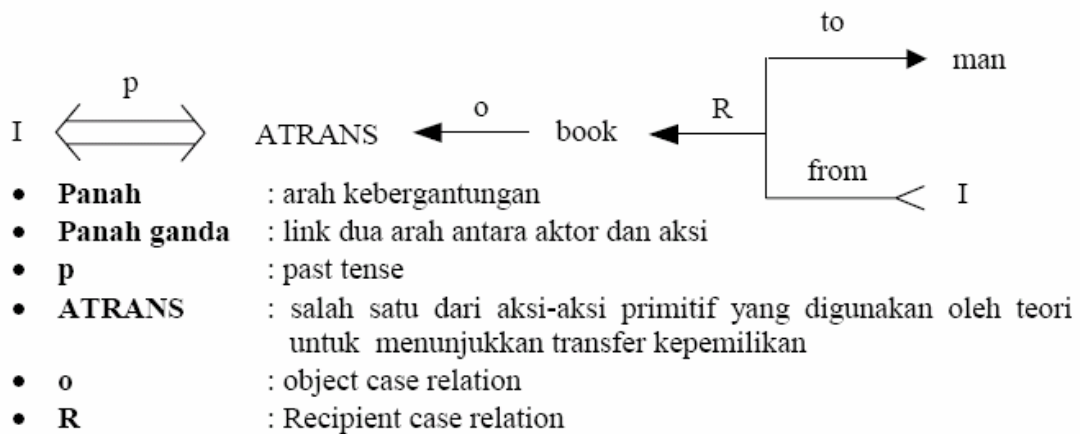 to
man
p
I ATRANS o book R
from
I
• Panah : arah kebergantungan
• Panah ganda : link dua arah antara aktor dan aksi
• p : past tense
• ATRANS : salah satu dari aksi-aksi primitif yang digunakan oleh teori
untuk menunjukkan transfer kepemilikan
• o : object case relation
• R : Recipient case relation